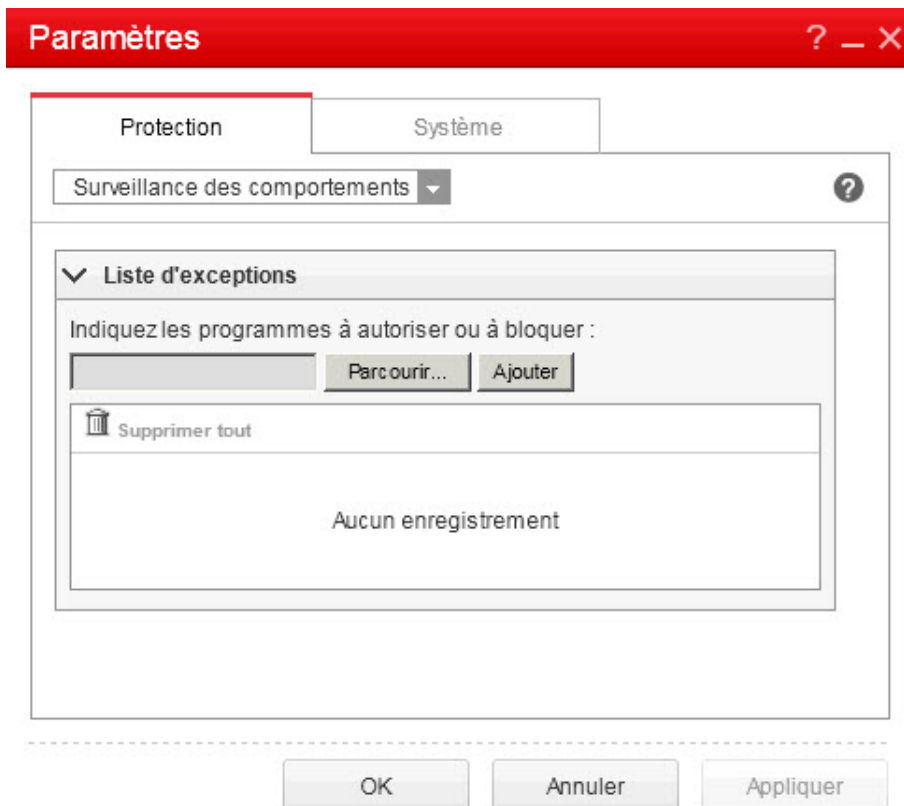 Paramètres ? – ×
Protection Système
Surveillance des comportements ?
Liste d'exceptions
Indiquez les programmes à autoriser ou à bloquer :
Parcourir... Ajouter
Supprimer tout
Aucun enregistrement
OK Annuler Appliquer